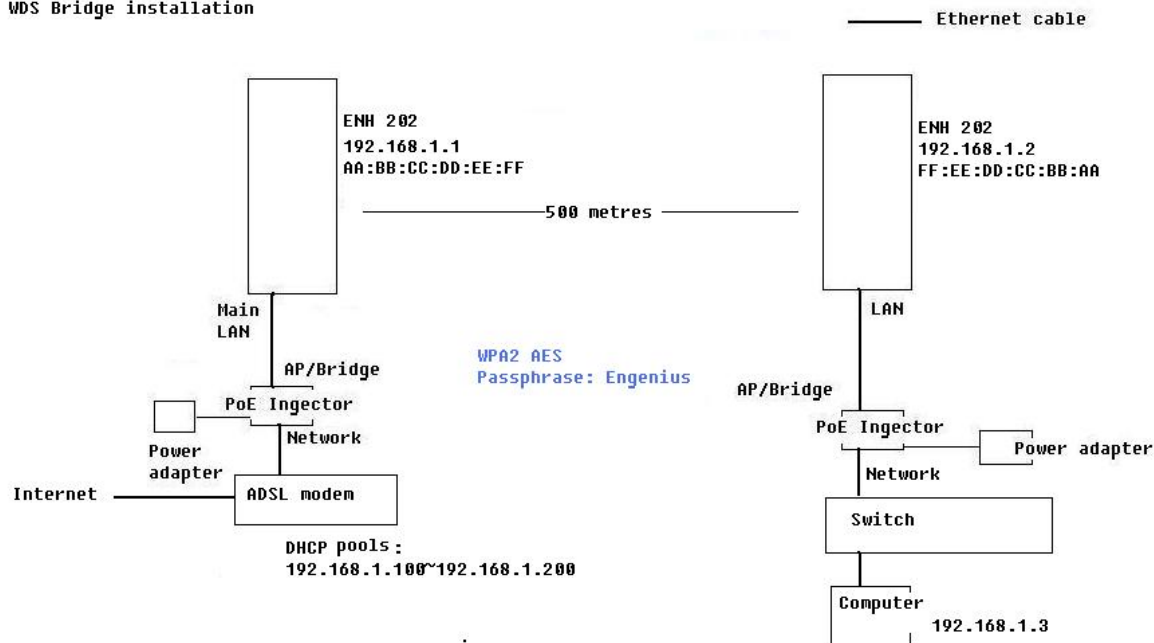 WDS Bridge installation
Ethernet cable
ENH 202
192.168.1.1
AA:BB:CC:DD:EE:FF
ENH 202
192.168.1.2
FF:EE:DD:CC:BB:AA
500 metres
Main
LAN
LAN
WPA2 AES
Passphrase: Engenius
AP/Bridge
AP/Bridge
PoE Ingector
PoE Ingector
Network
Power
adapter
Power adapter
Network
Internet
ADSL modem
Switch
DHCP pools:
192.168.1.100~192.168.1.200
Computer
192.168.1.3